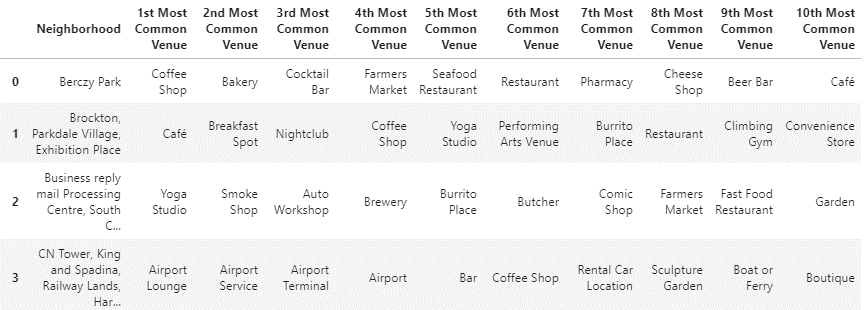 Neighborhood 1st Most Common Venue 2nd Most Common Venue 3rd Most Common Venue 4th Most Common Venue 5th Most Common Venue 6th Most Common Venue 7th Most Common Venue 8th Most Common Venue 9th Most Common Venue 10th Most Common Venue
0 Berczy Park Coffee Shop Bakery Cocktail Bar Farmers Market Seafood Restaurant Restaurant Pharmacy Cheese Shop Beer Bar Café
1 Brockton, Parkdale Village, Exhibition Place Café Breakfast Spot Nightclub Coffee Shop Yoga Studio Performing Arts Venue Burrito Place Restaurant Climbing Gym Convenience Store
2 Business reply mail Processing Centre, South C... Yoga Studio Smoke Shop Auto Workshop Brewery Burrito Place Butcher Comic Shop Farmers Market Fast Food Restaurant Garden
3 CN Tower, King and Spadina, Railway Lands, Har... Airport Lounge Airport Service Airport Terminal Airport Bar Coffee Shop Rental Car Location Sculpture Garden Boat or Ferry Boutique